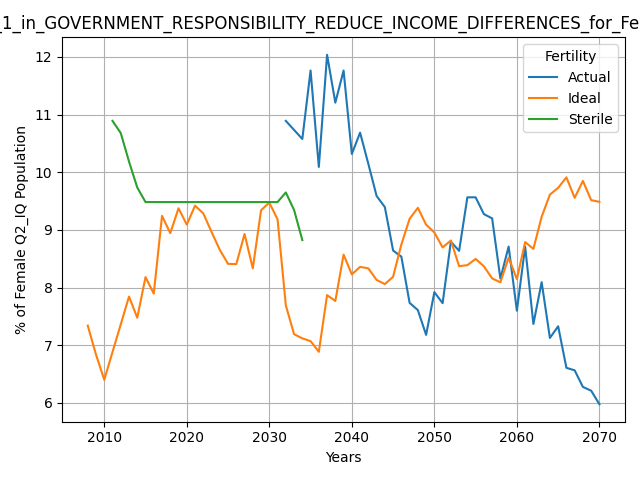 _1_in_GOVERNMENT_RESPONSIBILITY_REDUCE_INCOME_DIFFERENCES_for_Fe
Fertility
Actual
Ideal
Sterile
% of Female Q2_IQ Population
12
11
10
9
8
7
6
2010 2020 2030 2040 2050 2060 2070
Years